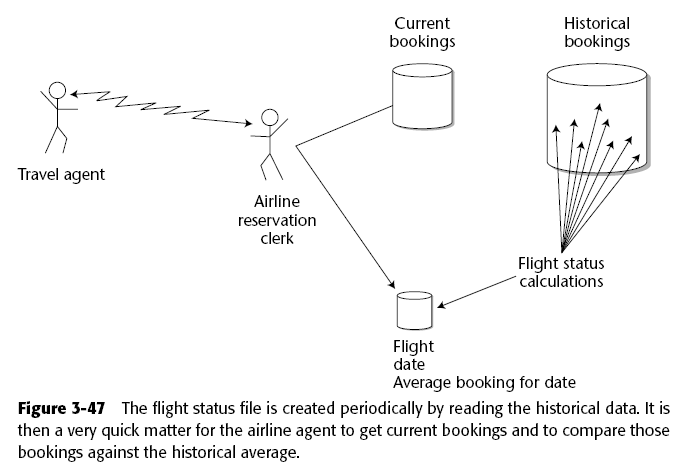 Current
bookings
Historical
bookings
Travel agent
Airline
reservation
clerk
Flight status
calculations
Flight
date
Average booking for date
Figure 3-47 The flight status file is created periodically by reading the historical data. It is
then a very quick matter for the airline agent to get current bookings and to compare those
bookings against the historical average.